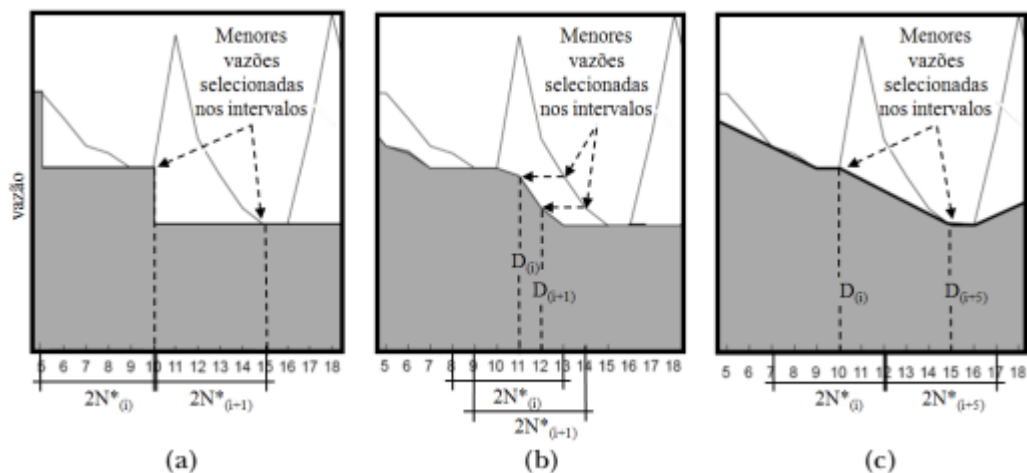 Menores
vazões
selecionadas
nos intervalos
vazão
5 6 7 8 9 10 11 12 13 14 15 16 17 18
2N*(i) 2N*(i+1)
(a)
Menores
vazões
selecionadas
nos intervalos
D(i)
D(i+1)
5 6 7 8 9 10 11 12 13 14 15 16 17 18
2N*(i)
2N*(i+1)
(b)
Menores
vazões
selecionadas
nos intervalos
D(i) D(i+5)
5 6 7 8 9 10 11 12 13 14 15 16 17 18
2N*(i) 2N*(i+5)
(c)